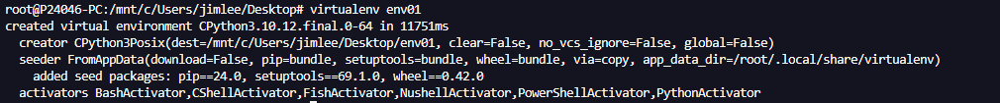 root@P24046-PC:/mnt/c/Users/jimlee/Desktop# virtualenv env01
created virtual environment CPython3.10.12.final.0-64 in 11751ms
  creator CPython3Posix(dest=/mnt/c/Users/jimlee/Desktop/env01, clear=False, no_vcs_ignore=False, global=False)
  seeder FromAppData(download=False, pip=bundle, setuptools=bundle, wheel=bundle, via=copy, app_data_dir=/root/.local/share/virtualenv)
    added seed packages: pip==24.0, setuptools==69.1.0, wheel==0.42.0
  activators BashActivator,CShellActivator,FishActivator,NushellActivator,PowerShellActivator,PythonActivator